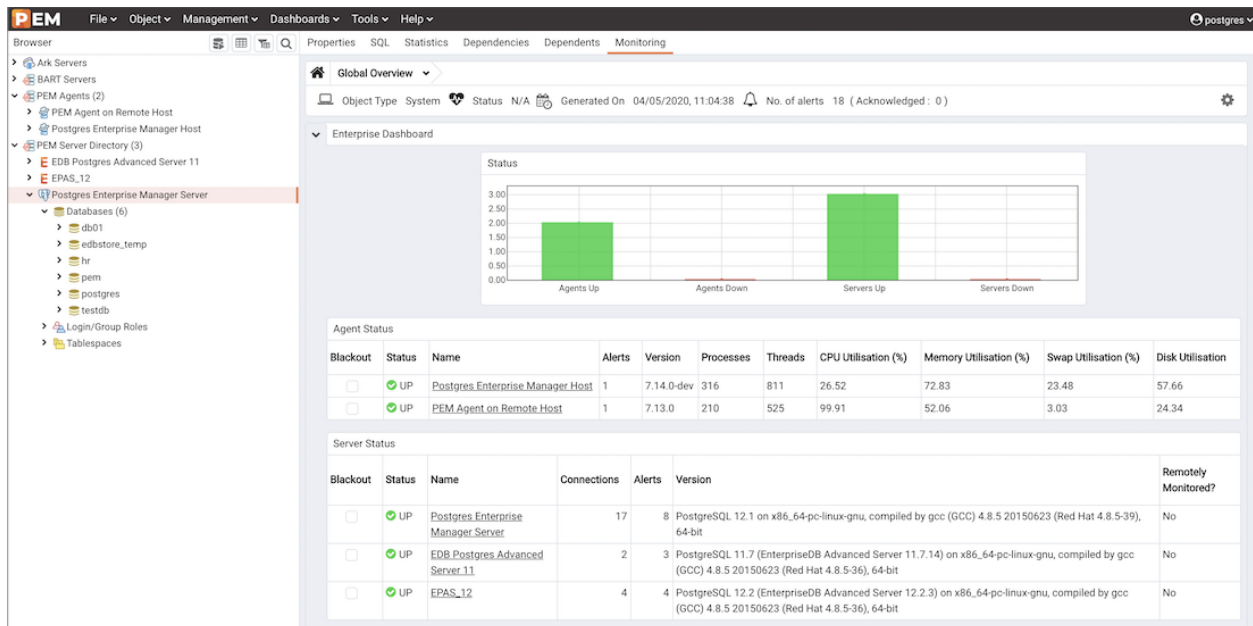 PEM File Object Management Dashboards Tools Help postgres
Browser Properties SQL Statistics Dependencies Dependents Monitoring
Ark Servers
BART Servers
PEM Agents (2)
PEM Agent on Remote Host
Postgres Enterprise Manager Host
PEM Server Directory (3)
EDB Postgres Advanced Server 11
EPAS_12
Postgres Enterprise Manager Server
Databases (6)
db01
edbstore_temp
hr
pem
postgres
testdb
Login/Group Roles
Tablespaces
Global Overview
Object Type System Status N/A Generated On 04/05/2020, 11:04:38 No. of alerts 18 (Acknowledged: 0)
Enterprise Dashboard
Status
3.00
2.50
2.00
1.50
1.00
0.50
0.00
Agents Up Agents Down Servers Up Servers Down
Agent Status
Blackout Status Name Alerts Version Processes Threads CPU Utilisation (%) Memory Utilisation (%) Swap Utilisation (%) Disk Utilisation
UP Postgres Enterprise Manager Host 1 7.14.0-dev 316 811 26.52 72.83 23.48 57.66
UP PEM Agent on Remote Host 1 7.13.0 210 525 99.91 52.06 3.03 24.34
Server Status
Blackout Status Name Connections Alerts Version Remotely
Monitored?
UP Postgres Enterprise 17 8 PostgreSQL 12.1 on x86_64-pc-linux-gnu, compiled by gcc (GCC) 4.8.5 20150623 (Red Hat 4.8.5-39), No
Manager Server 64-bit
UP EDB Postgres Advanced 2 3 PostgreSQL 11.7 (EnterpriseDB Advanced Server 11.7.14) on x86_64-pc-linux-gnu, compiled by gcc No
Server 11 (GCC) 4.8.5 20150623 (Red Hat 4.8.5-36), 64-bit
UP EPAS_12 4 4 PostgreSQL 12.2 (EnterpriseDB Advanced Server 12.2.3) on x86_64-pc-linux-gnu, compiled by gcc No
(GCC) 4.8.5 20150623 (Red Hat 4.8.5-36), 64-bit